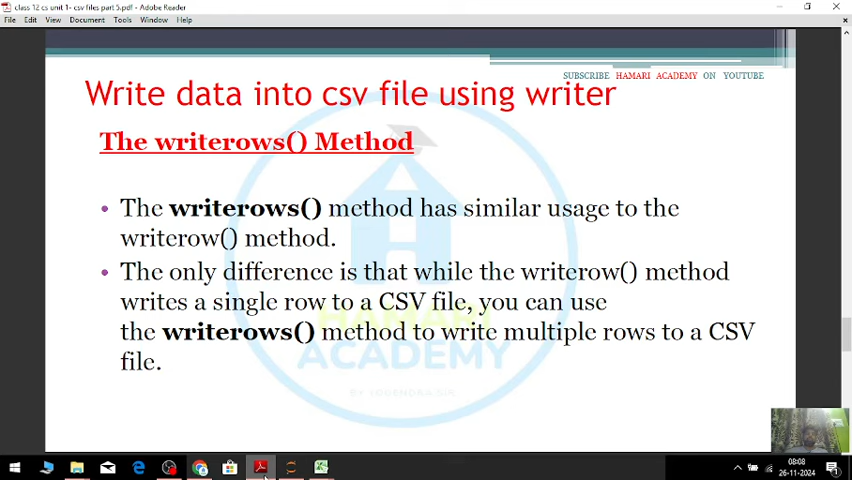 class 12 cs unit 1- csv files part 5.pdf - Adobe Reader
File Edit View Document Tools Window Help
SUBSCRIBE HAMARI ACADEMY ON YOUTUBE
Write data into csv file using writer
The writerows() Method
• The writerows() method has similar usage to the
writerow() method.
• The only difference is that while the writerow() method
writes a single row to a CSV file, you can use
the writerows() method to write multiple rows to a CSV
file.
HAMARI
ACADEMY
BY JOGENDRA SIR
08:08
26-11-2024